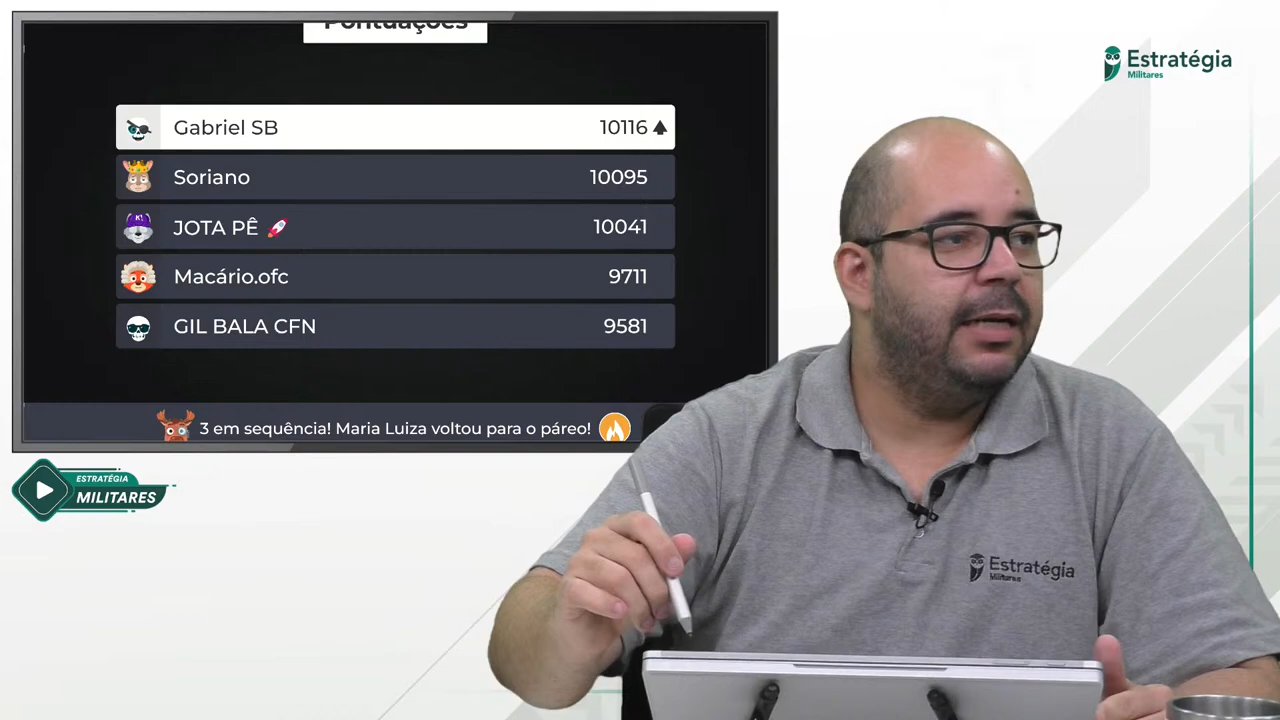 Pontuações
Gabriel SB 10116
Soriano 10095
JOTA PÊ 10041
Macário.ofc 9711
GIL BALA CFN 9581
3 em sequência! Maria Luiza voltou para o páreo!
ESTRATÉGIA
MILITARES
Estratégia
Militares
Estratégia
Militares